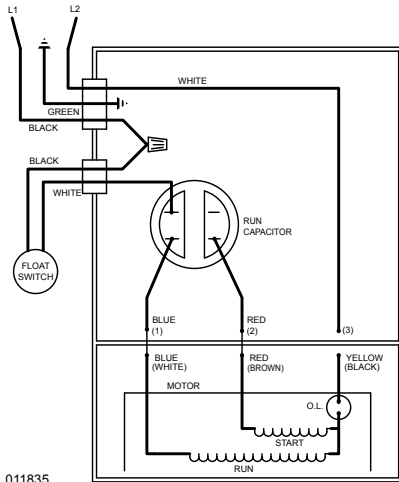 L1
L2
WHITE
GREEN
BLACK
BLACK
WHITE
RUN
CAPACITOR
FLOAT
SWITCH
BLUE
(1)
RED
(2)
(3)
BLUE
(WHITE)
RED
(BROWN)
YELLOW
(BLACK)
MOTOR
O.L.
START
RUN
011835